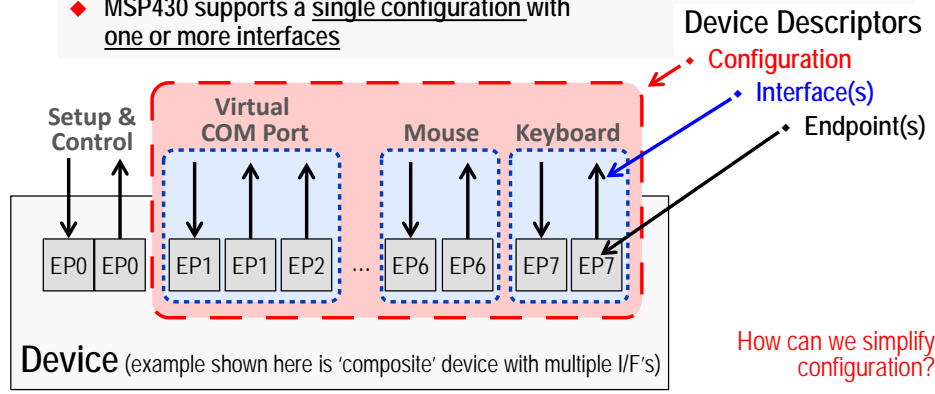 ◆ MSP430 supports a single configuration with
one or more interfaces
Device Descriptors
◆ Configuration
◆ Interface(s)
◆ Endpoint(s)
Setup &
Control
Virtual
COM Port
Mouse
Keyboard
EP0 EP0 EP1 EP1 EP2 ... EP6 EP6 EP7 EP7
Device (example shown here is ‘composite’ device with multiple I/F's)
How can we simplify
configuration?